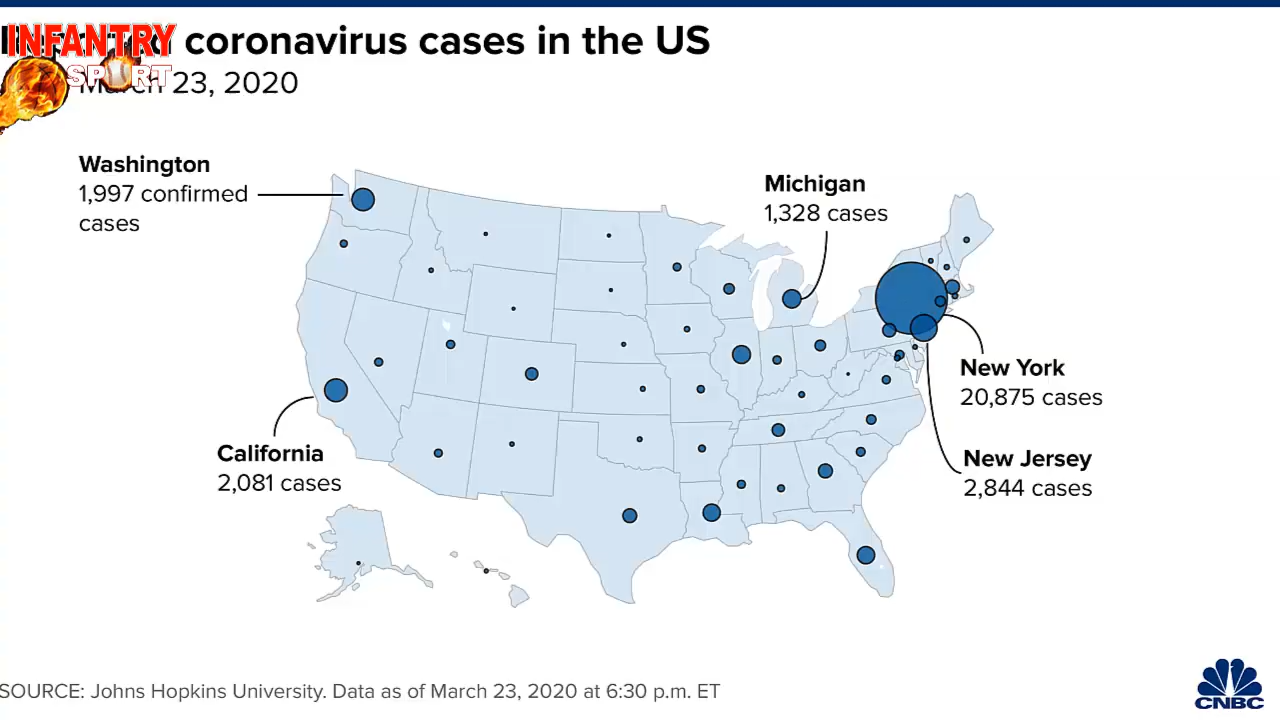 INFANTRY
SPORT
coronavirus cases in the US
March 23, 2020
Washington
1,997 confirmed
cases
Michigan
1,328 cases
New York
20,875 cases
California
2,081 cases
New Jersey
2,844 cases
SOURCE: Johns Hopkins University. Data as of March 23, 2020 at 6:30 p.m. ET
CNBC